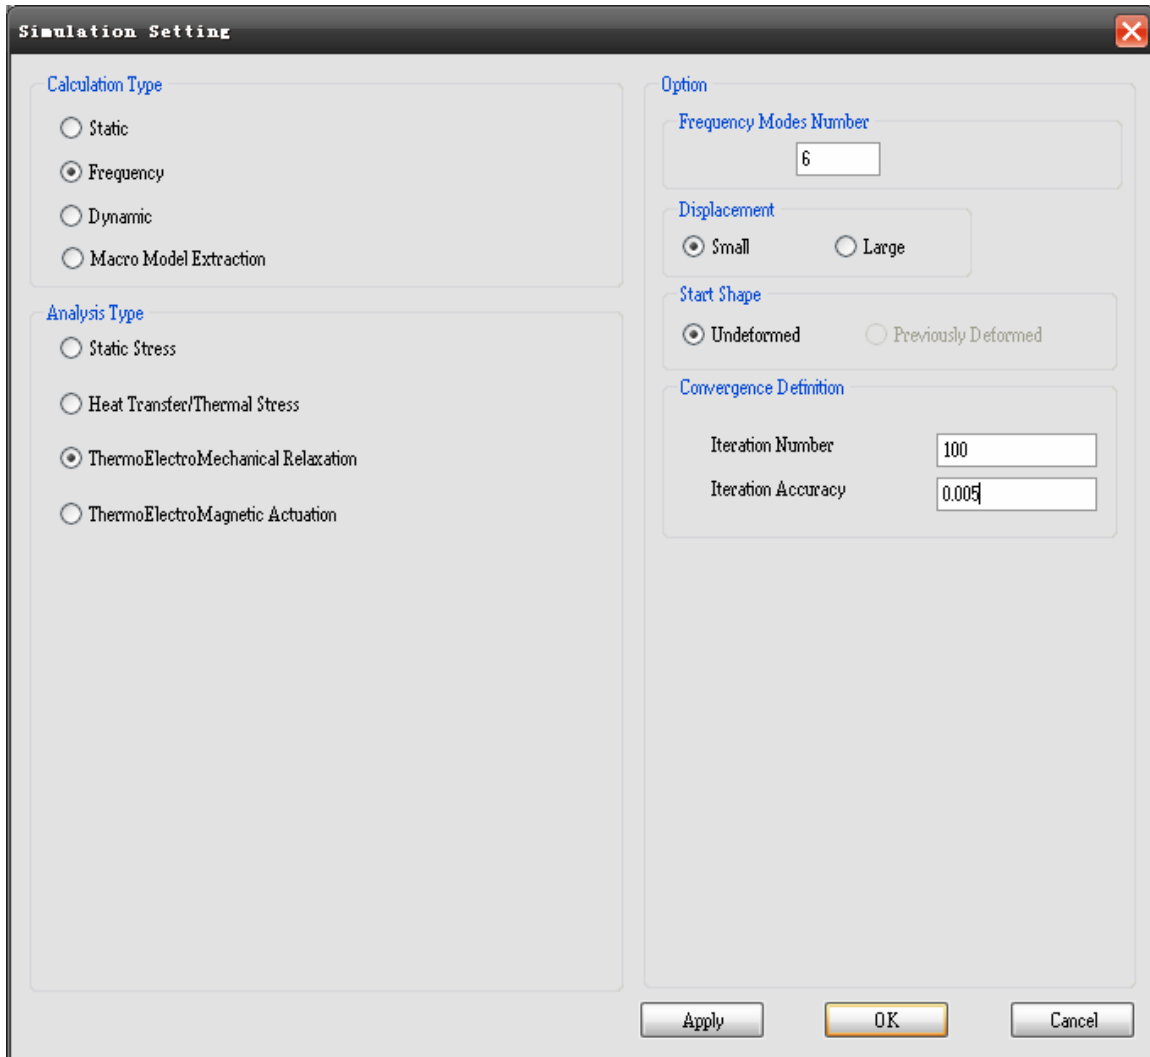 Simulation Setting
Calculation Type
Static
Frequency
Dynamic
Macro Model Extraction
Analysis Type
Static Stress
Heat Transfer/Thermal Stress
ThermoElectroMechanical Relaxation
ThermoElectroMagnetic Actuation
Option
Frequency Modes Number
6
Displacement
Small Large
Start Shape
Undeformed Previously Deformed
Convergence Definition
Iteration Number 100
Iteration Accuracy 0.005
Apply OK Cancel